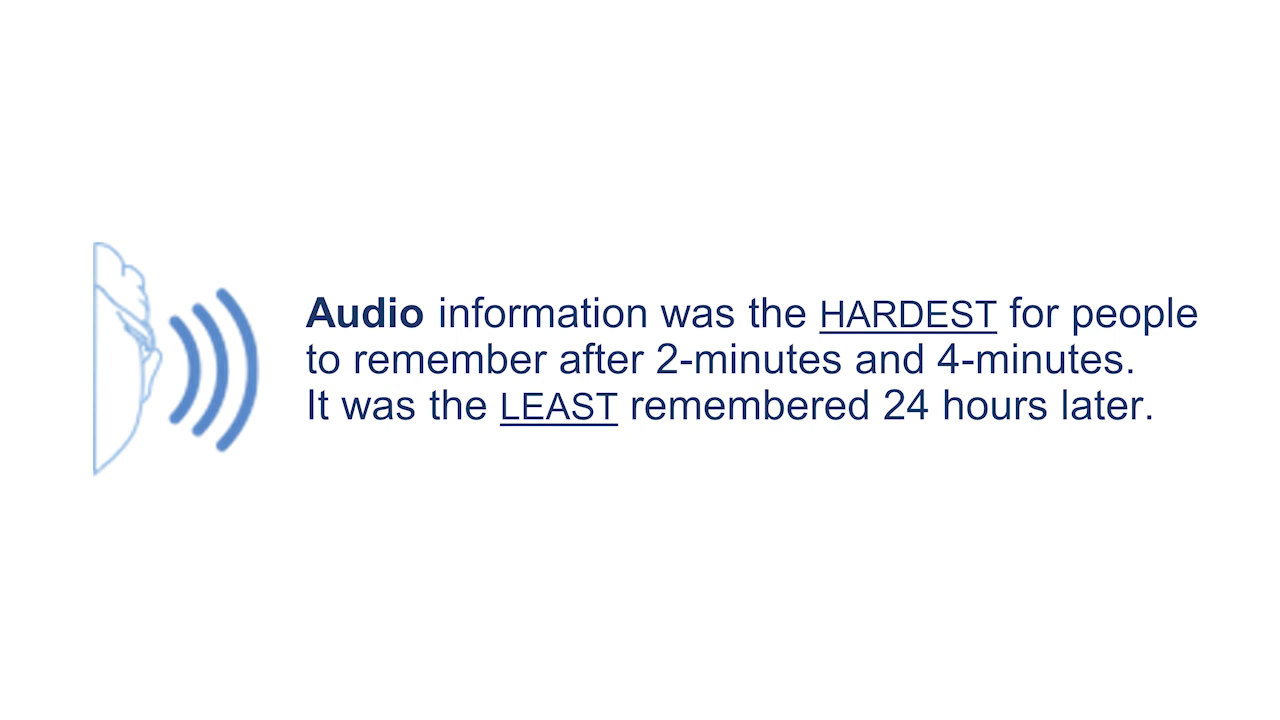 Audio information was the HARDEST for people
to remember after 2-minutes and 4-minutes.
It was the LEAST remembered 24 hours later.